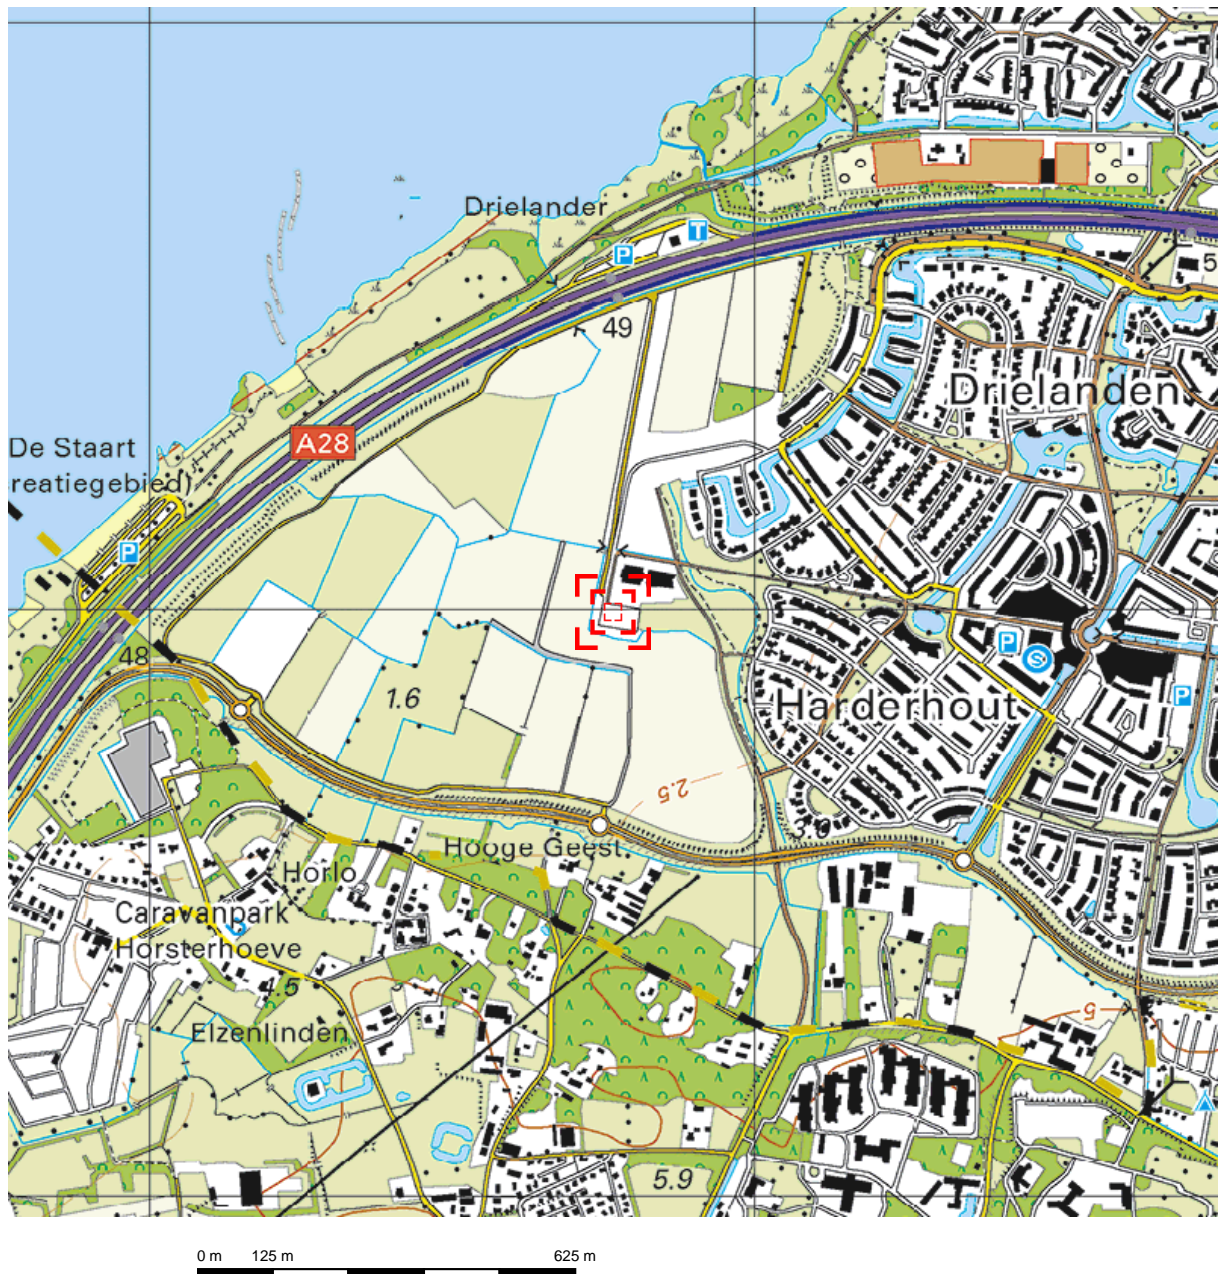 Drielander
T
P
5
49
Drielanden
A28
De Staart
reatiegebied)
P
48
1.6
P
S
Harderhout
P
2.5
3.0
Hooge Geest
Horlo
Caravanpark
Horsterhoeve
4.5
5
Elzenlinden
5.9
0 m 125 m 625 m